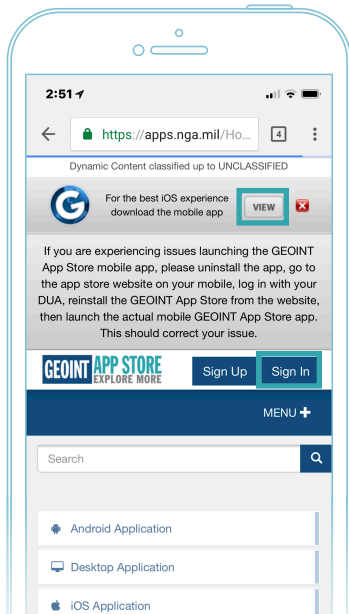 2:51
https://apps.nga.mil/Ho... 4
Dynamic Content classified up to UNCLASSIFIED
For the best iOS experience
download the mobile app
VIEW
If you are experiencing issues launching the GEOINT
App Store mobile app, please uninstall the app, go to
the app store website on your mobile, log in with your
DUA, reinstall the GEOINT App Store from the website,
then launch the actual mobile GEOINT App Store app.
This should correct your issue.
GEOINT APP STORE
EXPLORE MORE
Sign Up Sign In
MENU
Search
Android Application
Desktop Application
iOS Application